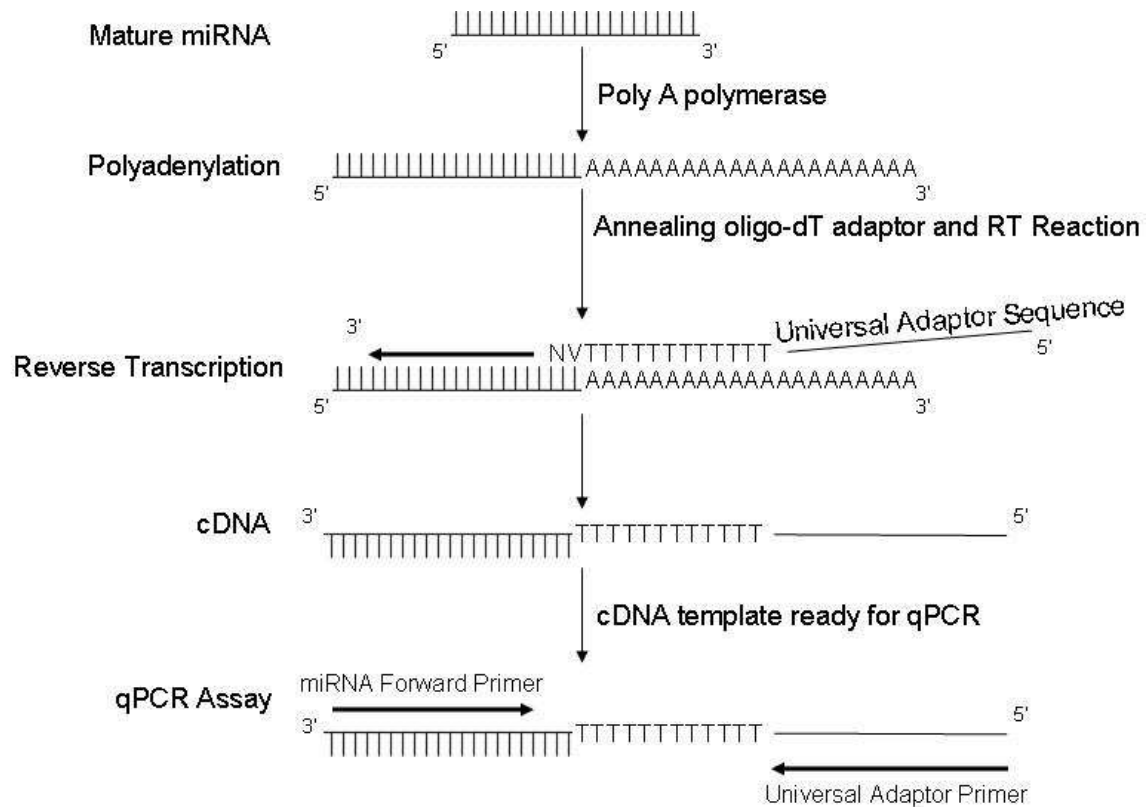 Mature miRNA
5' 3'
Poly A polymerase
Polyadenylation
AAAAAAAAAAAAAAAAAAAAA
5' 3'
Annealing oligo-dT adaptor and RT Reaction
Universal Adaptor Sequence
3'
NVTTTTTTTTTTTT
5'
Reverse Transcription
AAAAAAAAAAAAAAAAAAAAA
5' 3'
3' 5'
cDNA
TTTTTTTTTTTT
cDNA template ready for qPCR
miRNA Forward Primer
qPCR Assay
3' 5'
TTTTTTTTTTTT
Universal Adaptor Primer